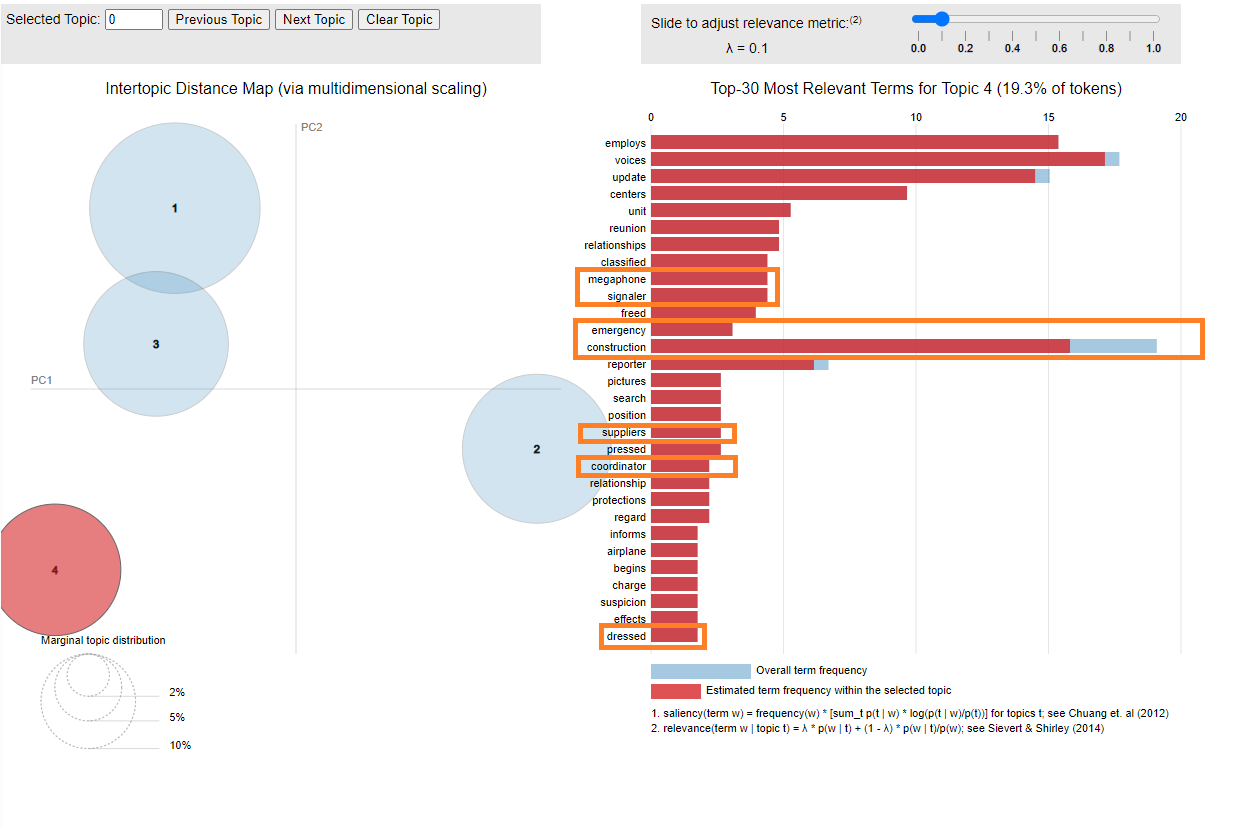 Selected Topic: 0 Previous Topic Next Topic Clear Topic
Slide to adjust relevance metric:(2)
λ = 0.1
0.0 0.2 0.4 0.6 0.8 1.0
Intertopic Distance Map (via multidimensional scaling)
PC2
1
3
PC1
2
4
Marginal topic distribution
2%
5%
10%
Top-30 Most Relevant Terms for Topic 4 (19.3% of tokens)
0 5 10 15 20
employs
voices
update
centers
unit
reunion
relationships
classified
megaphone
signaler
freed
emergency
construction
reporter
pictures
search
position
suppliers
pressed
coordinator
relationship
protections
regard
informs
airplane
begins
charge
suspicion
effects
dressed
Overall term frequency
Estimated term frequency within the selected topic
1. saliency(term w) = frequency(w) * [sum_t p(t | w) * log(p(t | w)/p(t))] for topics t; see Chuang et. al (2012)
2. relevance(term w | topic t) = λ * p(w | t) + (1 - λ) * p(w | t)/p(w); see Sievert & Shirley (2014)